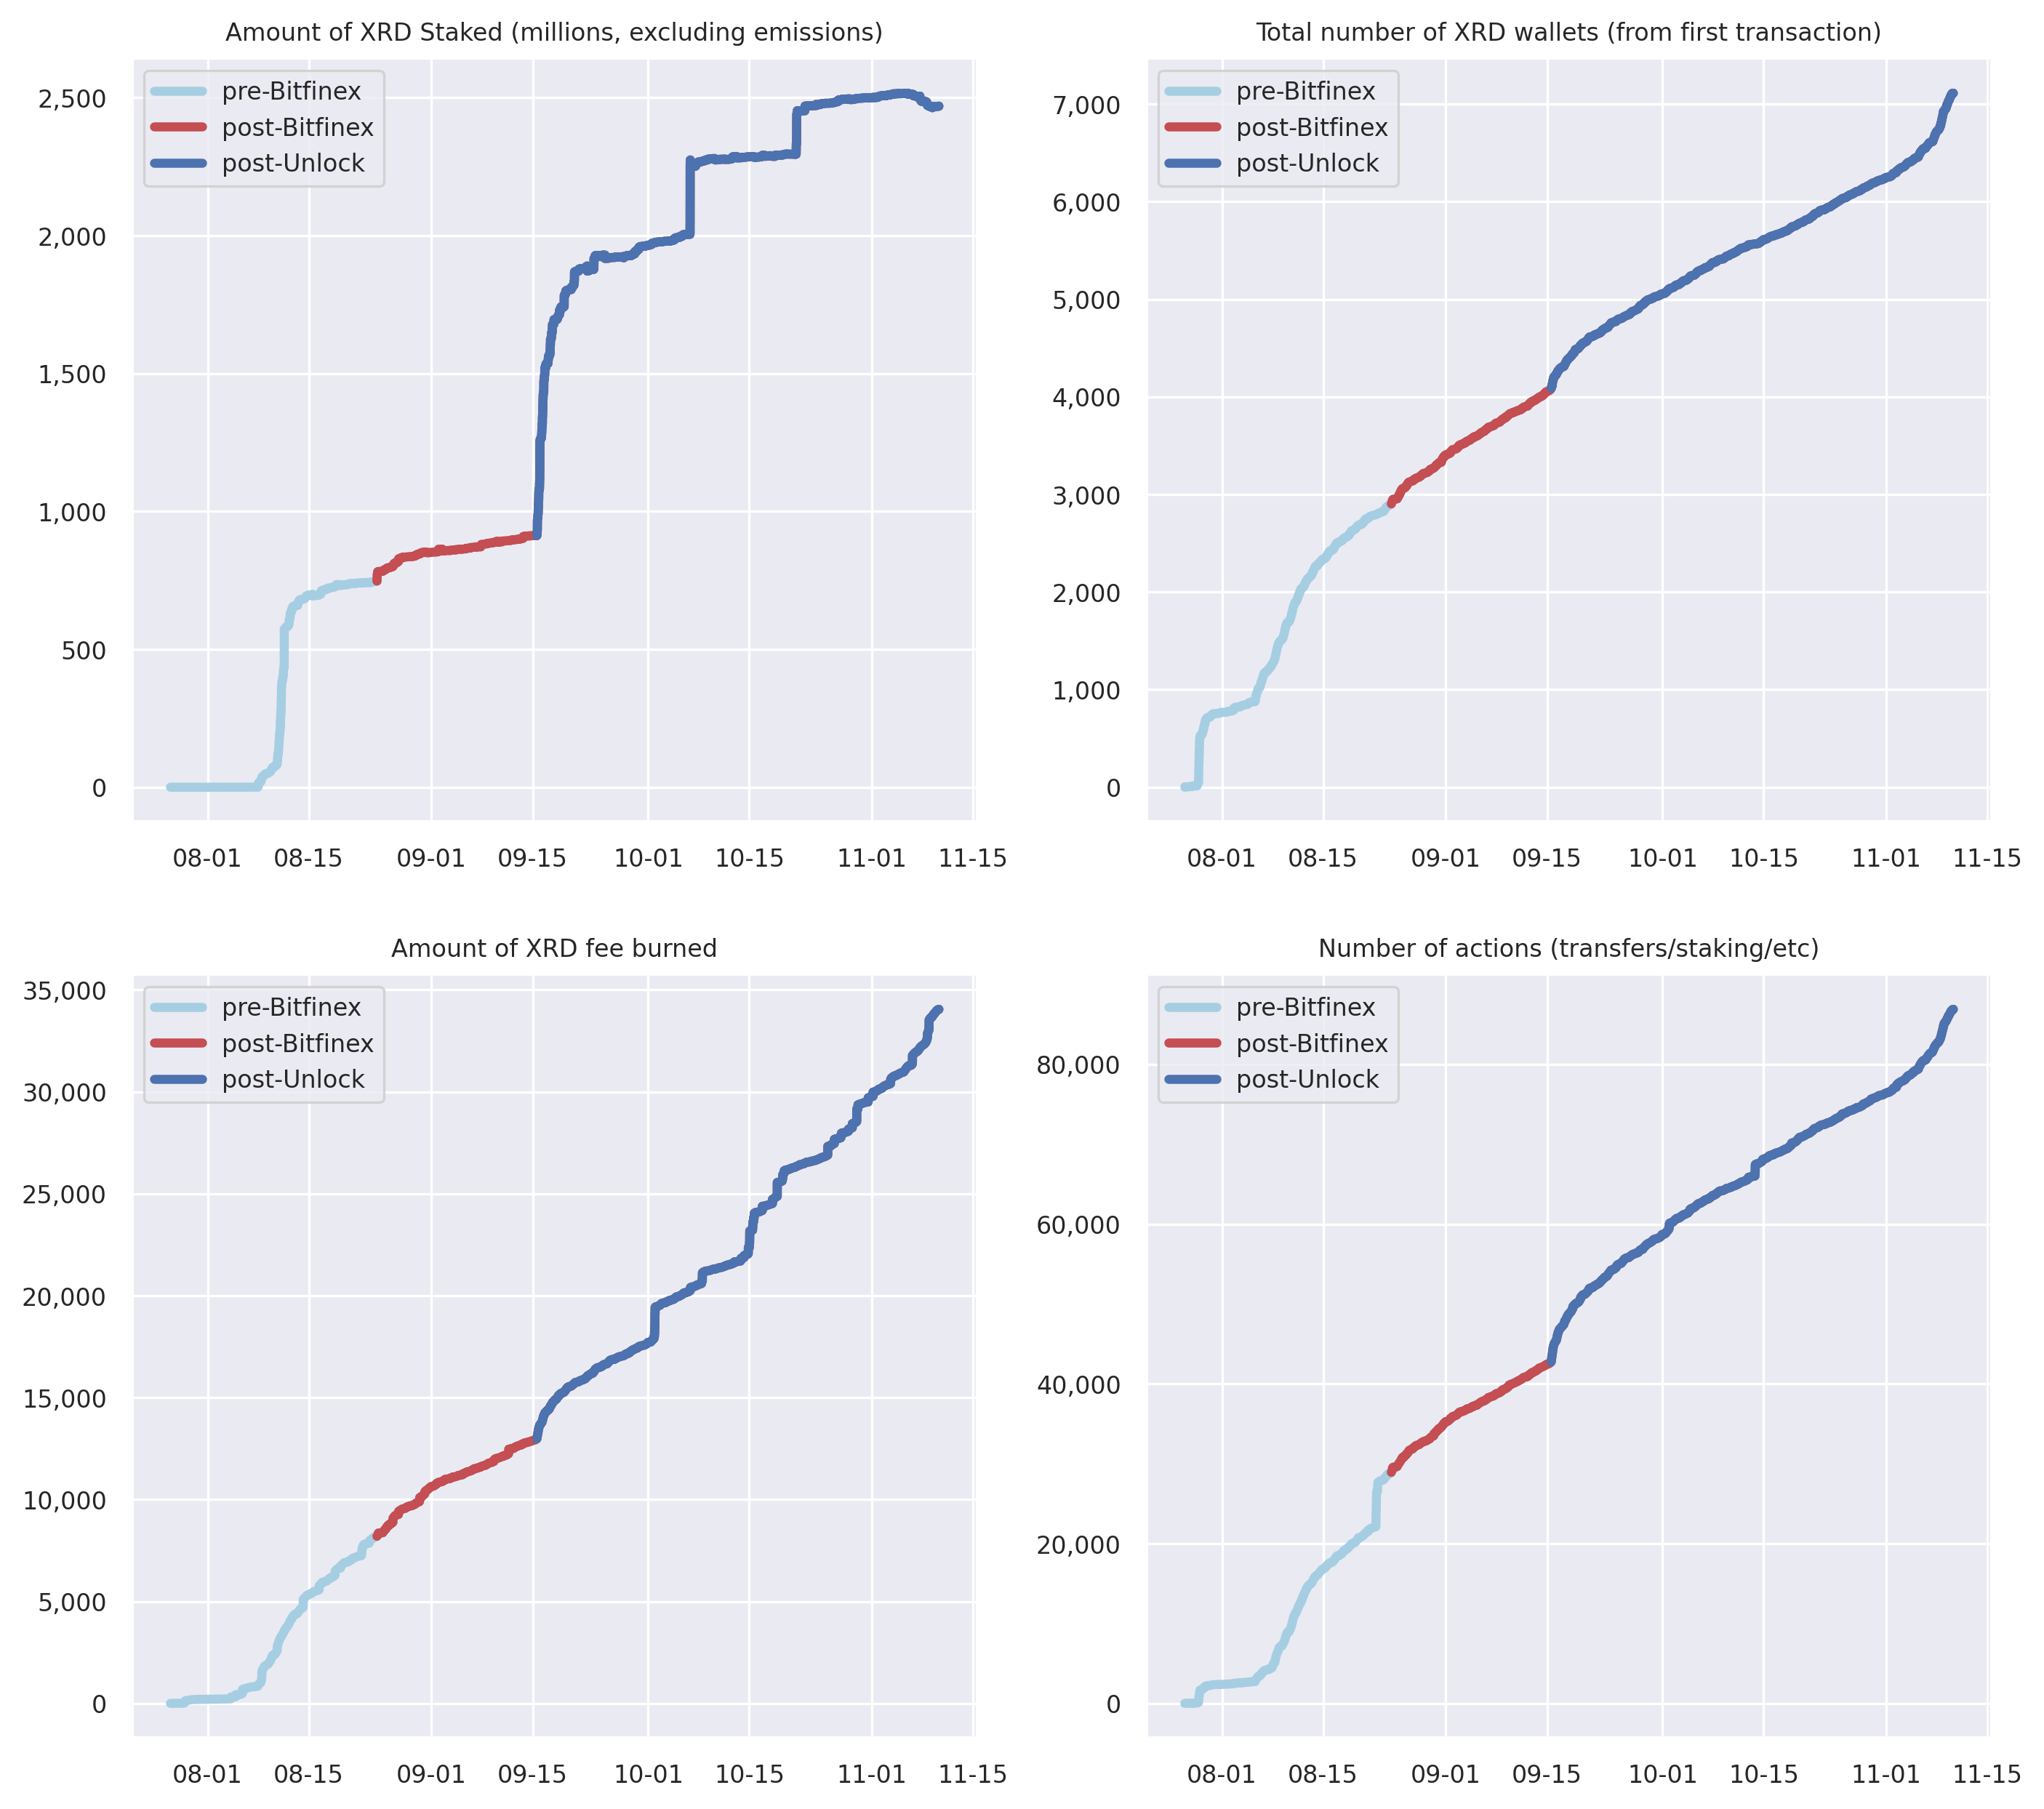 Amount of XRD Staked (millions, excluding emissions)
pre-Bitfinex
post-Bitfinex
post-Unlock
2,500
2,000
1,500
1,000
500
0
08-01 08-15 09-01 09-15 10-01 10-15 11-01 11-15
Total number of XRD wallets (from first transaction)
pre-Bitfinex
post-Bitfinex
post-Unlock
7,000
6,000
5,000
4,000
3,000
2,000
1,000
0
08-01 08-15 09-01 09-15 10-01 10-15 11-01 11-15
Amount of XRD fee burned
pre-Bitfinex
post-Bitfinex
post-Unlock
35,000
30,000
25,000
20,000
15,000
10,000
5,000
0
08-01 08-15 09-01 09-15 10-01 10-15 11-01 11-15
Number of actions (transfers/staking/etc)
pre-Bitfinex
post-Bitfinex
post-Unlock
80,000
60,000
40,000
20,000
0
08-01 08-15 09-01 09-15 10-01 10-15 11-01 11-15